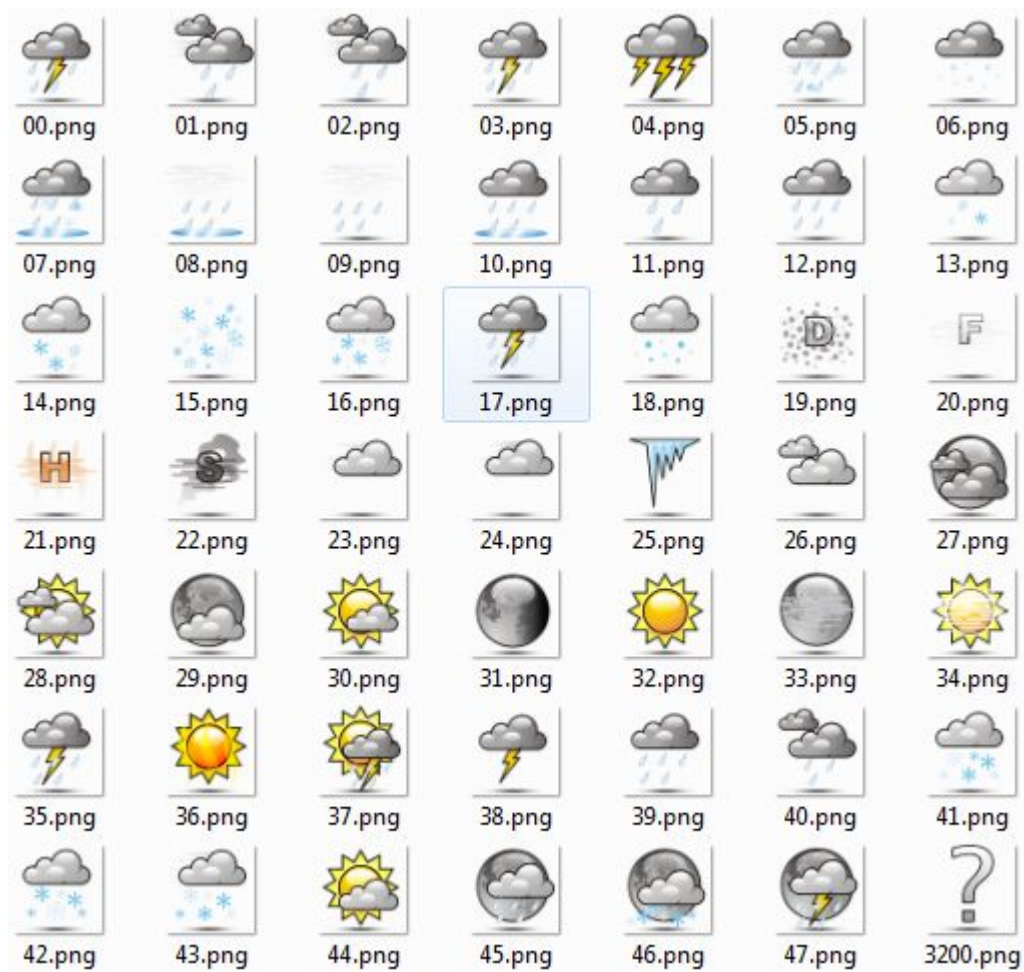 00.png 01.png 02.png 03.png 04.png 05.png 06.png
07.png 08.png 09.png 10.png 11.png 12.png 13.png
14.png 15.png 16.png 17.png 18.png D 19.png F 20.png
H 21.png S 22.png 23.png 24.png 25.png 26.png 27.png
28.png 29.png 30.png 31.png 32.png 33.png 34.png
35.png 36.png 37.png 38.png 39.png 40.png 41.png
42.png 43.png 44.png 45.png 46.png 47.png ? 3200.png